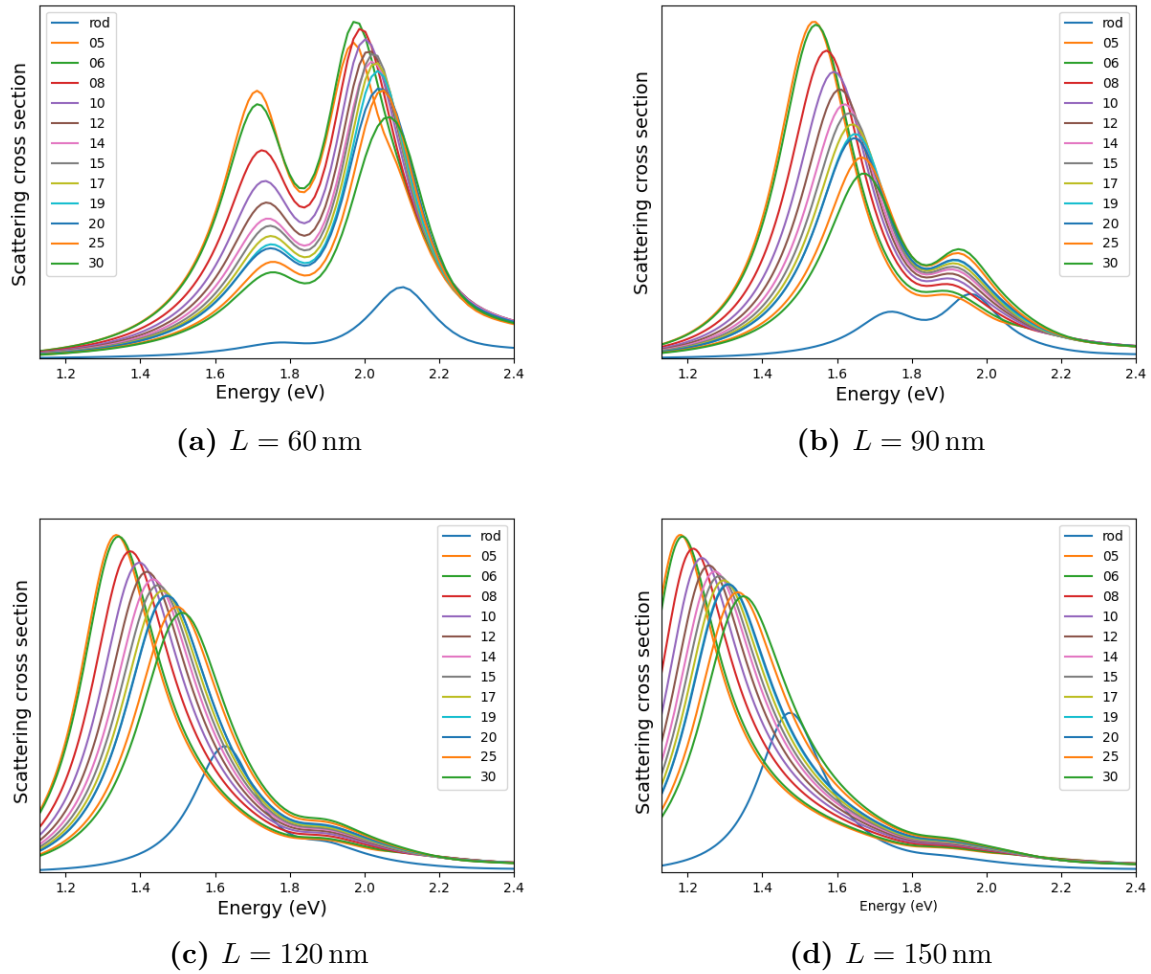 Scattering cross section
rod
05
06
08
10
12
14
15
17
19
20
25
30
1.2 1.4 1.6 1.8 2.0 2.2 2.4
Energy (eV)
(a) L = 60 nm
Scattering cross section
rod
05
06
08
10
12
14
15
17
19
20
25
30
1.2 1.4 1.6 1.8 2.0 2.2 2.4
Energy (eV)
(b) L = 90 nm
Scattering cross section
rod
05
06
08
10
12
14
15
17
19
20
25
30
1.2 1.4 1.6 1.8 2.0 2.2 2.4
Energy (eV)
(c) L = 120 nm
Scattering cross section
rod
05
06
08
10
12
14
15
17
19
20
25
30
1.2 1.4 1.6 1.8 2.0 2.2 2.4
Energy (eV)
(d) L = 150 nm